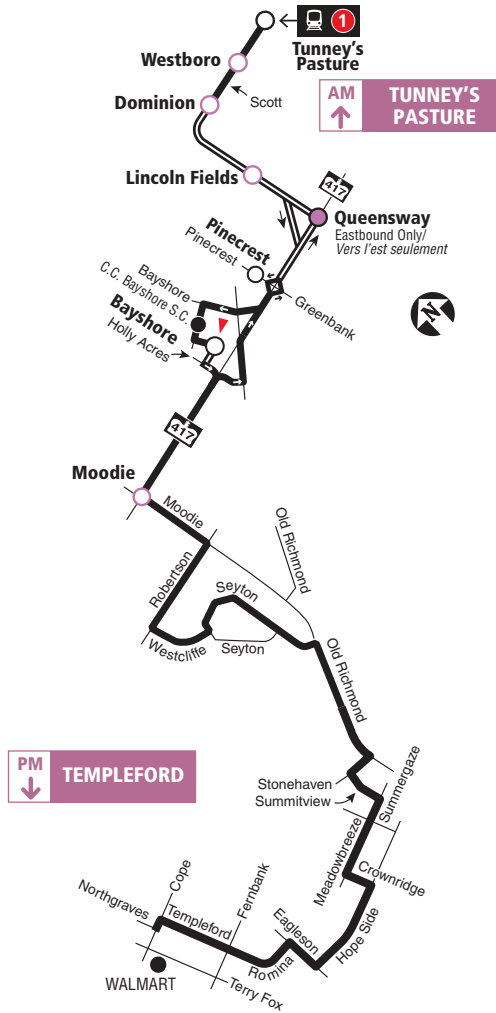 1
Tunney's
Pasture
Westboro
Dominion
Scott
AM
TUNNEY'S
PASTURE
Lincoln Fields
417
Queensway
Eastbound Only/
Vers l'est seulement
Pinecrest
Pinecrest
Greenbank
N
Bayshore
C.C. Bayshore S.C.
Bayshore
Holly Acres
417
Moodie
Moodie
Old Richmond
Robertson
Seyton
Westcliffe
Seyton
Old Richmond
PM
TEMPLEFORD
Stonehaven
Summitview
Summergaze
Meadowbreeze
Crownridge
Hope Side
Eagleson
Romina
Fernbank
Cope
Northgraves
Templeford
Terry Fox
WALMART